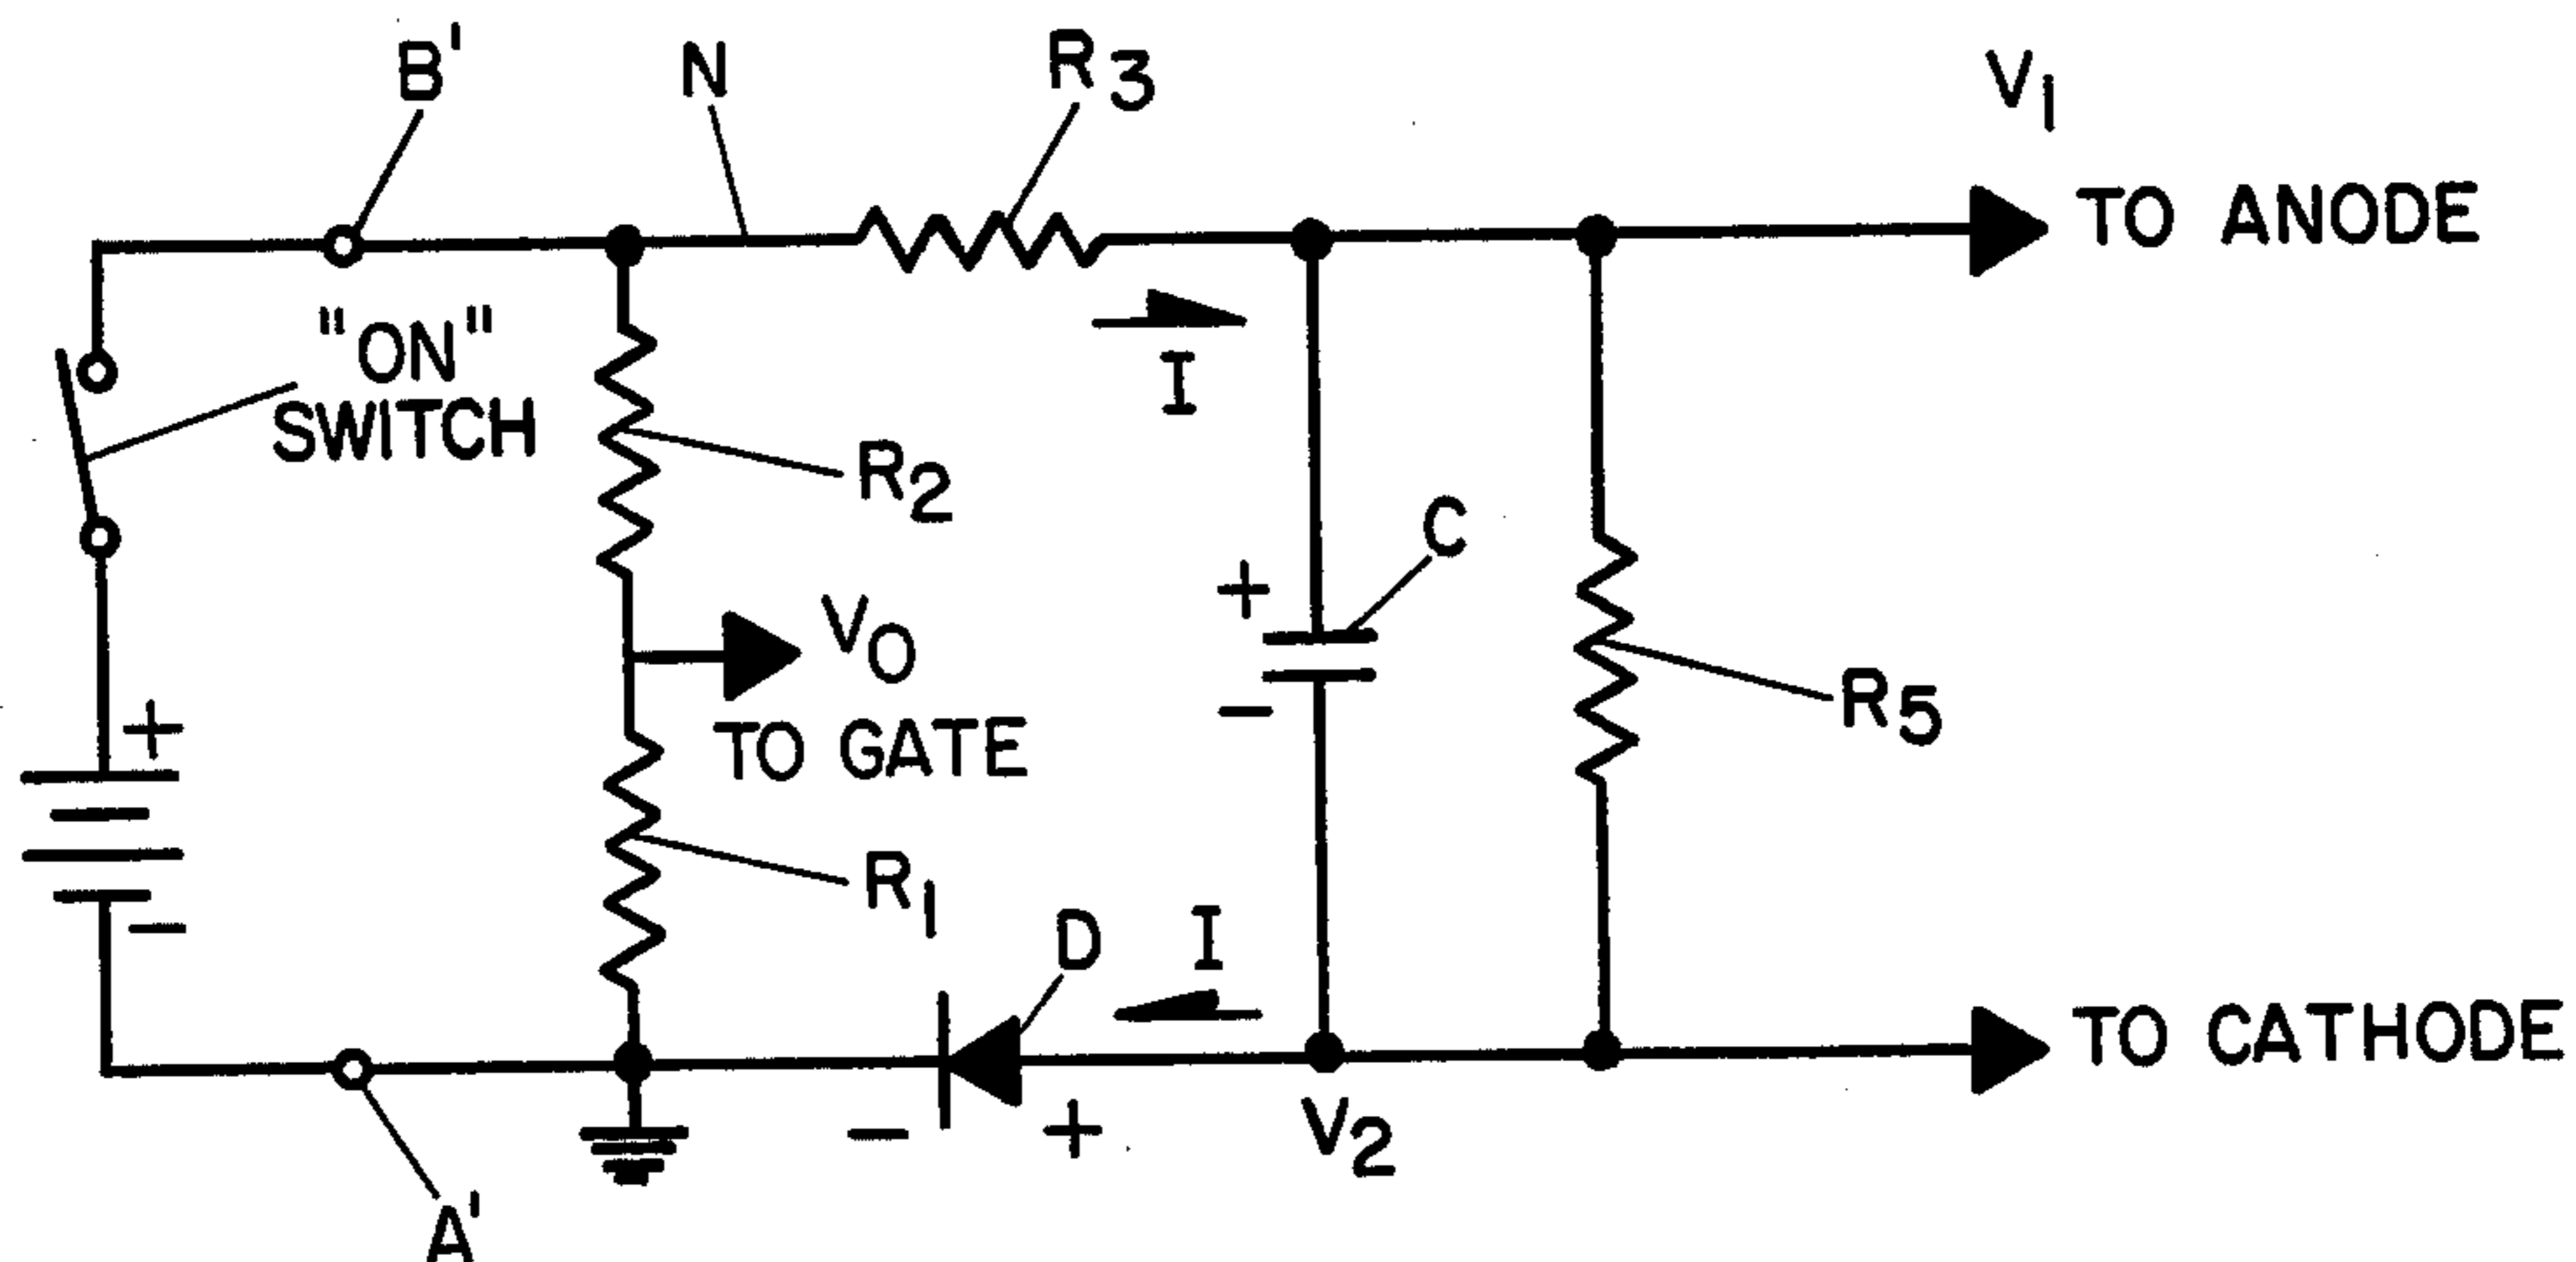 B'
N
R3
V1
TO ANODE
"ON"
SWITCH
I
R2
C
+
V0
TO GATE
R5
-
+
-
R1
D
I
TO CATHODE
-
+
V2
A'